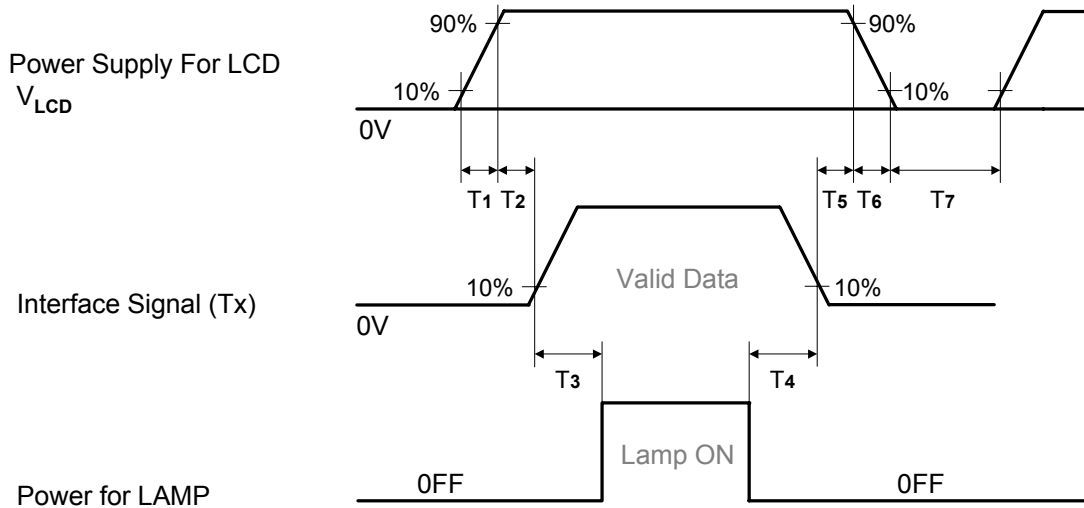 90%
90%
Power Supply For LCD
VLCD
10%
10%
0V
T1 T2
T5 T6 T7
Valid Data
10%
10%
Interface Signal (Tx)
0V
T3
T4
Lamp ON
0FF
0FF
Power for LAMP